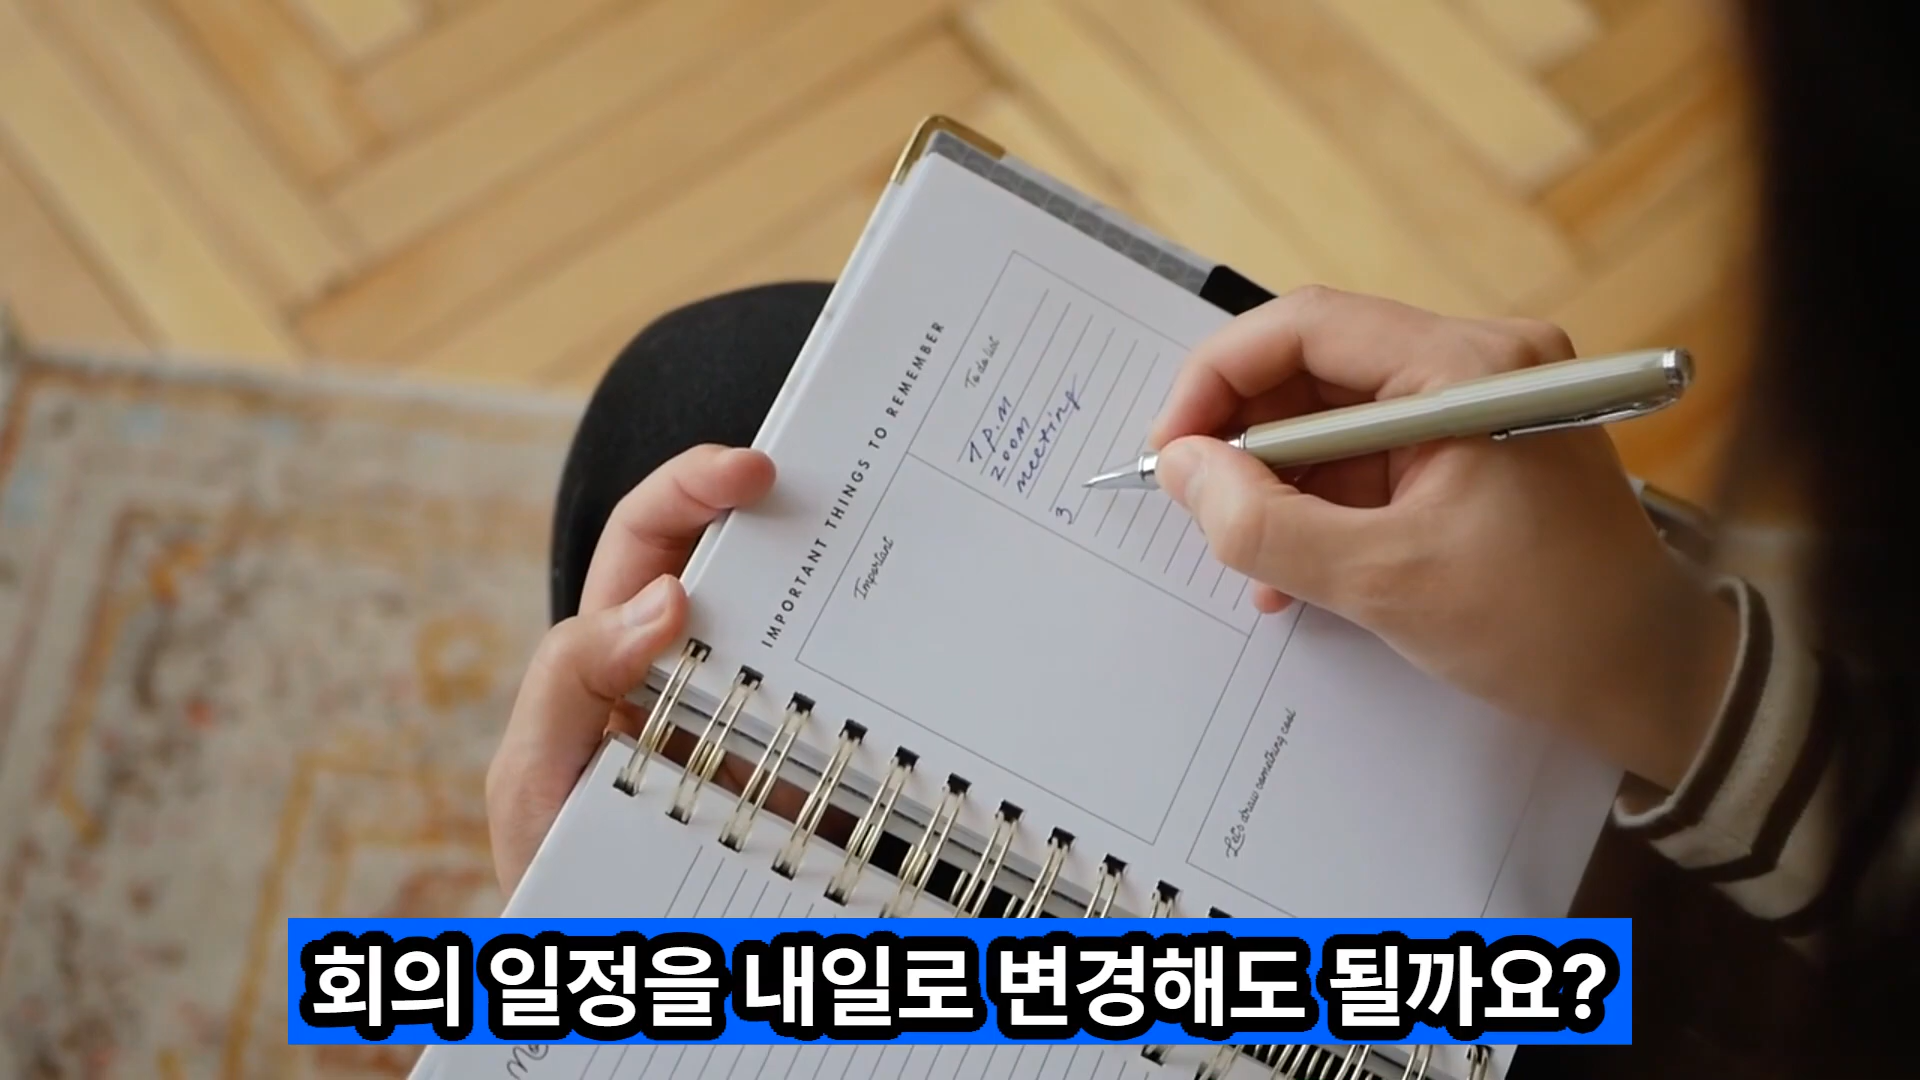 IMPORTANT THINGS TO REMEMBER
To do list
1 P.M
ZOOM
meeting
3
Important
Let's draw something cool
회의 일정을 내일로 변경해도 될까요?